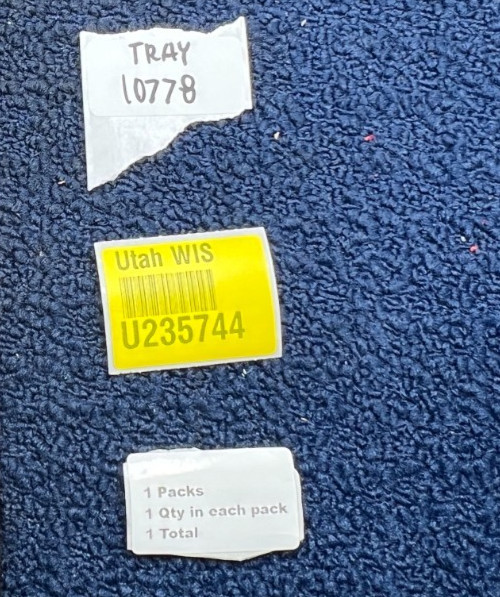 TRAY
10778
Utah WIS
U235744
1 Packs
1 Qty in each pack
1 Total